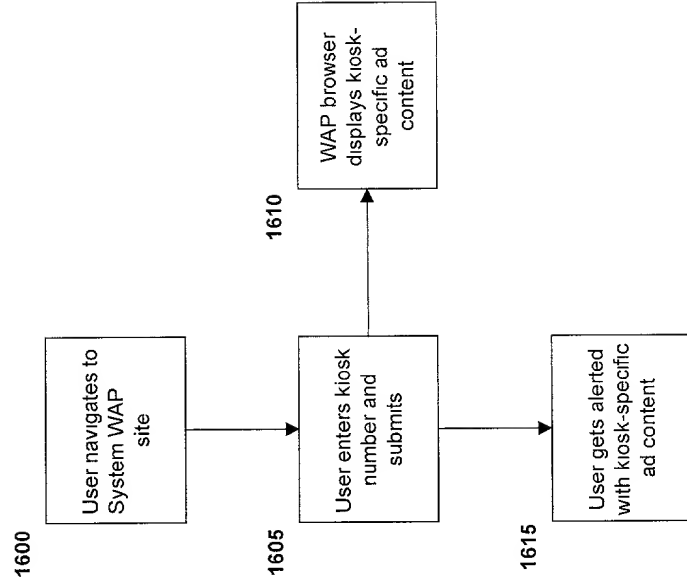 1600
User navigates to
System WAP
site
1605
User enters kiosk
number and
submits
1610
WAP browser
displays kiosk-
specific ad
content
1615
User gets alerted
with kiosk-specific
ad content